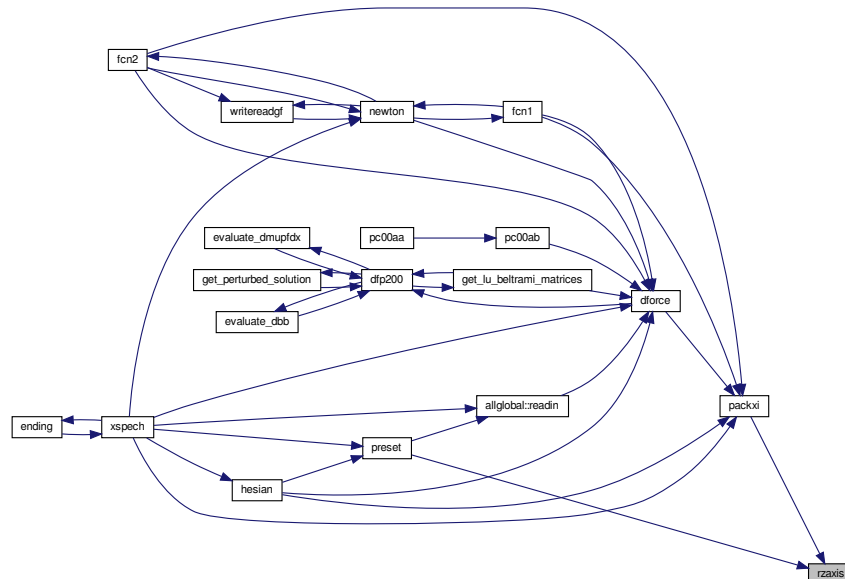 fcn2
writereadgf
newton
fcn1
evaluate_dmupfdx
pc00aa
pc00ab
get_perturbed_solution
dfp200
get_lu_beltrami_matrices
dforce
evaluate_dbb
allglobal::readin
packxi
ending
xspech
preset
hesian
rzaxis